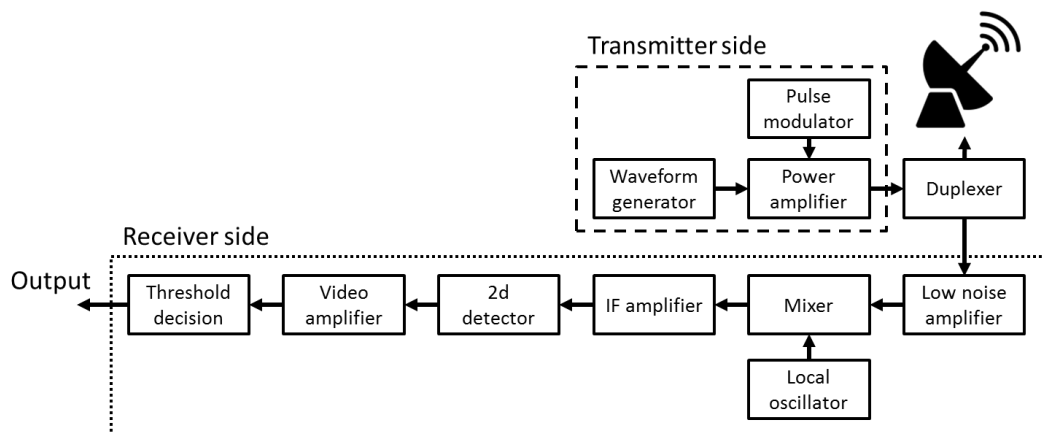 Transmitter side
Pulse
modulator
Waveform
generator
Power
amplifier
Duplexer
Receiver side
Output
Threshold
decision
Video
amplifier
2d
detector
IF amplifier
Mixer
Low noise
amplifier
Local
oscillator